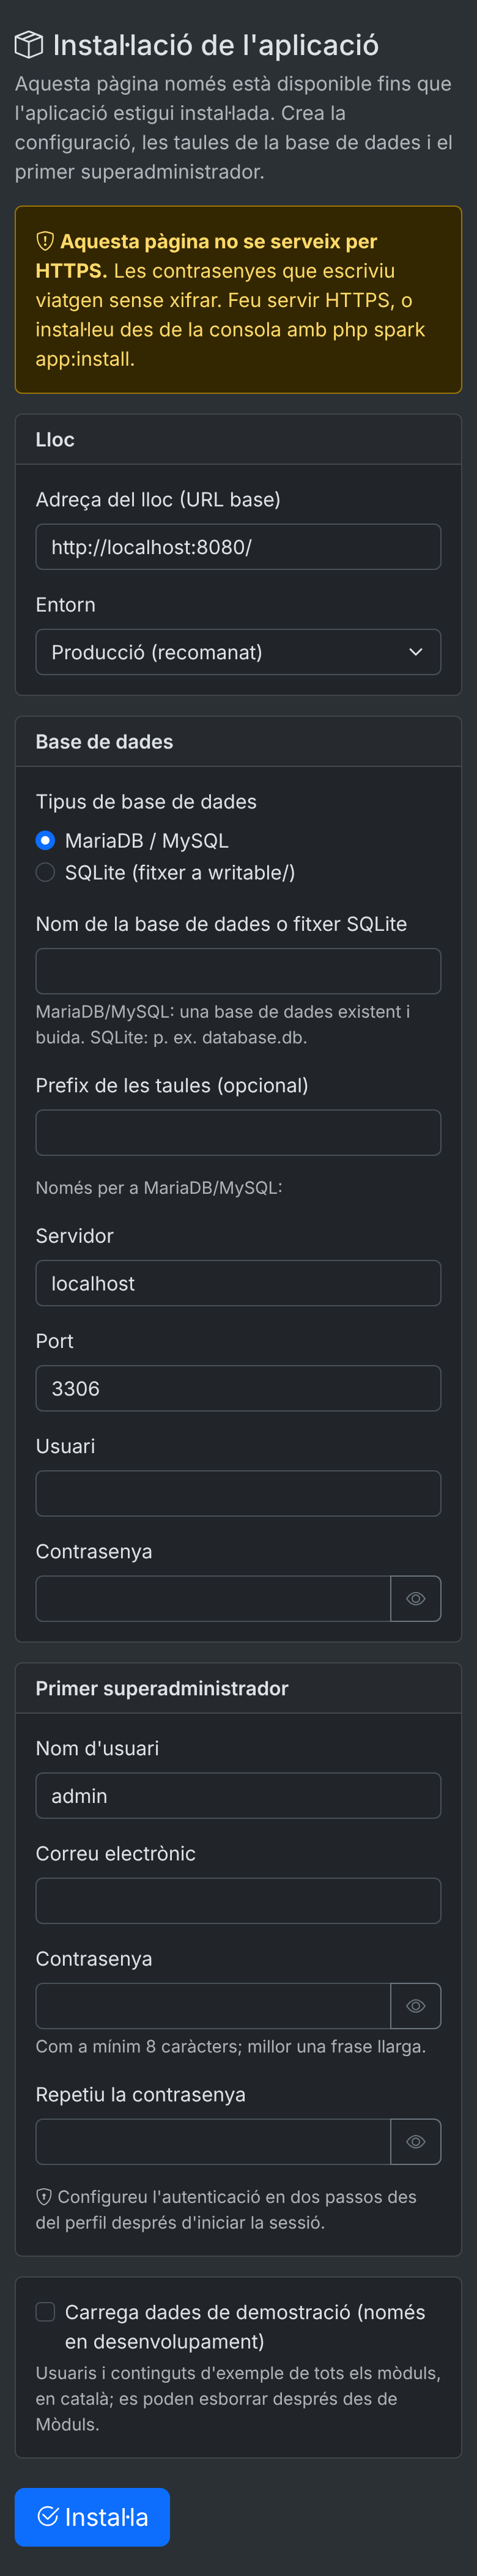 Instal·lació de l'aplicació
Aquesta pàgina només està disponible fins que
l'aplicació estigui instal·lada. Crea la
configuració, les taules de la base de dades i el
primer superadministrador.
Aquesta pàgina no se serveix per
HTTPS. Les contrasenyes que escriviu
viatgen sense xifrar. Feu servir HTTPS, o
instal·leu des de la consola amb php spark
app:install.
Lloc
Adreça del lloc (URL base)
http://localhost:8080/
Entorn
Producció (recomanat)
Base de dades
Tipus de base de dades
MariaDB / MySQL
SQLite (fitxer a writable/)
Nom de la base de dades o fitxer SQLite
MariaDB/MySQL: una base de dades existent i
buida. SQLite: p. ex. database.db.
Prefix de les taules (opcional)
Només per a MariaDB/MySQL:
Servidor
localhost
Port
3306
Usuari
Contrasenya
Primer superadministrador
Nom d'usuari
admin
Correu electrònic
Contrasenya
Com a mínim 8 caràcters; millor una frase llarga.
Repetiu la contrasenya
Configureu l'autenticació en dos passos des
del perfil després d'iniciar la sessió.
Carrega dades de demostració (només
en desenvolupament)
Usuaris i continguts d'exemple de tots els mòduls,
en català; es poden esborrar després des de
Mòduls.
Instal·la